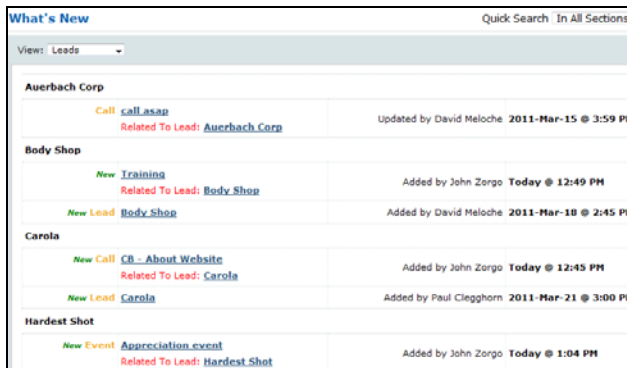 What's New Quick Search In All Sections
View: Leads
Auerbach Corp
Call call asap
Updated by David Meloche 2011-Mar-15 @ 3:59
Related To Lead: Auerbach Corp
Body Shop
New Training
Added by John Zorgo Today @ 12:49 PM
Related To Lead: Body Shop
New Lead Body Shop Added by David Meloche 2011-Mar-18 @ 2:45
Carola
New Call CB - About Website
Added by John Zorgo Today @ 12:45 PM
Related To Lead: Carola
New Lead Carola Added by Paul Clegghorn 2011-Mar-21 @ 3:00
Hardest Shot
New Event Appreciation event
Added by John Zorgo Today @ 1:04 PM
Related To Lead: Hardest Shot